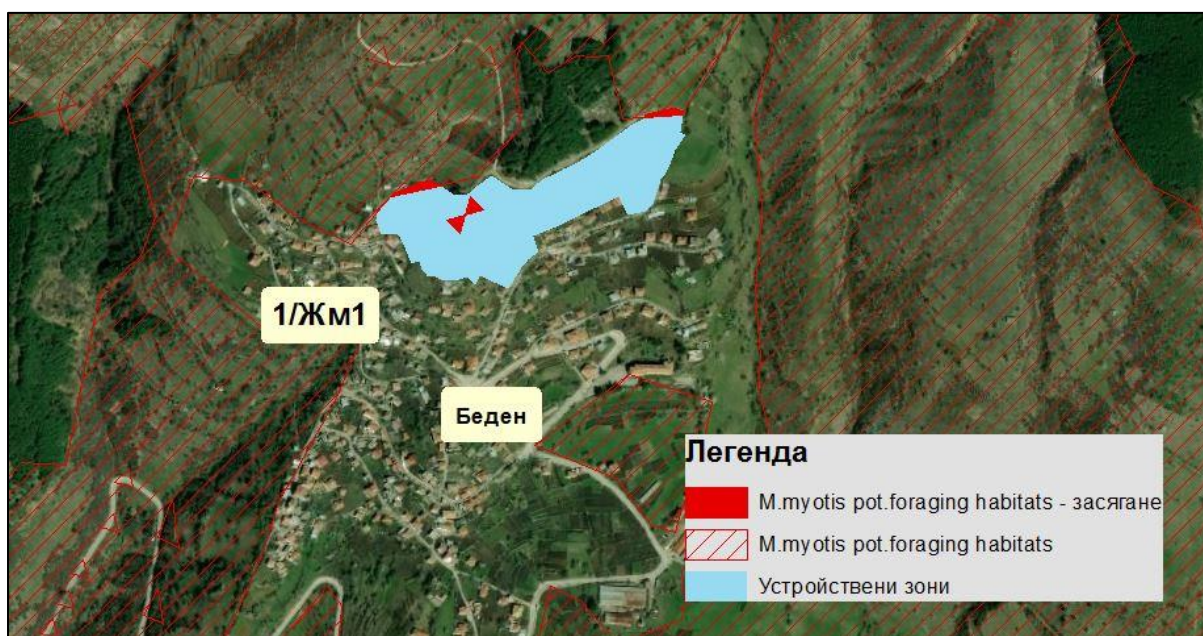 1/Жм1
Беден
Легенда
M.myotis pot.foraging habitats - засягане
M.myotis pot.foraging habitats
Устройствени зони